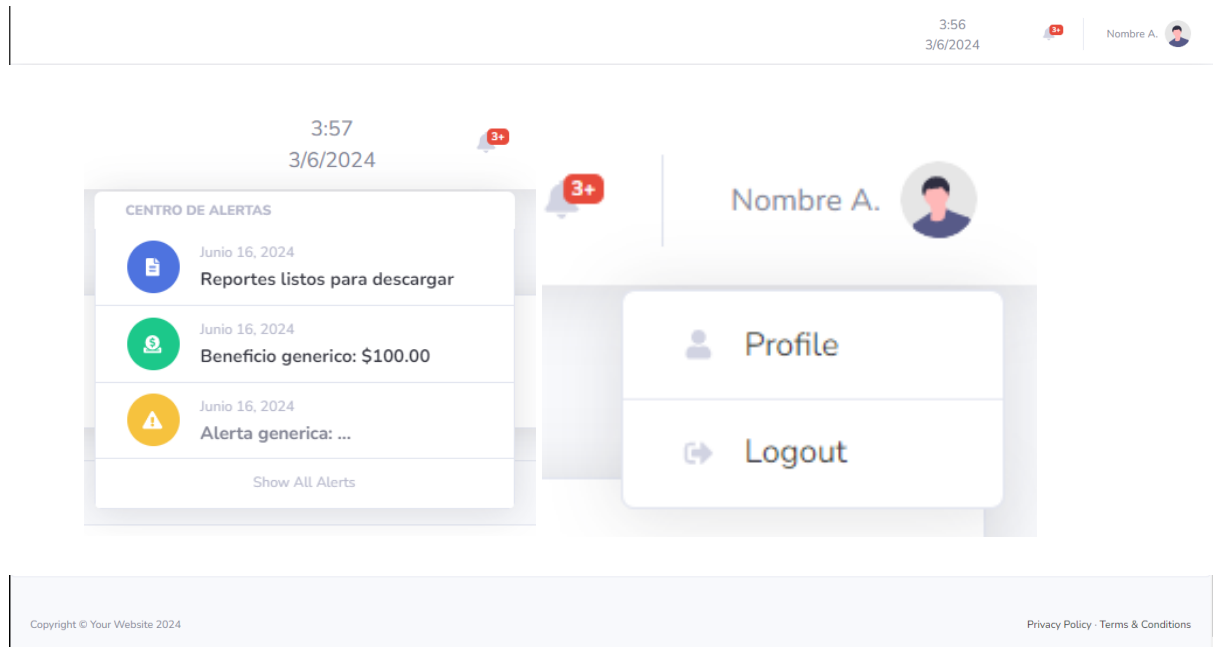 3:56
3/6/2024
3+
Nombre A.
3:57
3/6/2024
3+
CENTRO DE ALERTAS
Junio 16, 2024
Reportes listos para descargar
Junio 16, 2024
Beneficio generico: $100.00
Junio 16, 2024
Alerta generica: ...
Show All Alerts
3+
Nombre A.
Profile
Logout
Copyright © Your Website 2024
Privacy Policy · Terms & Conditions